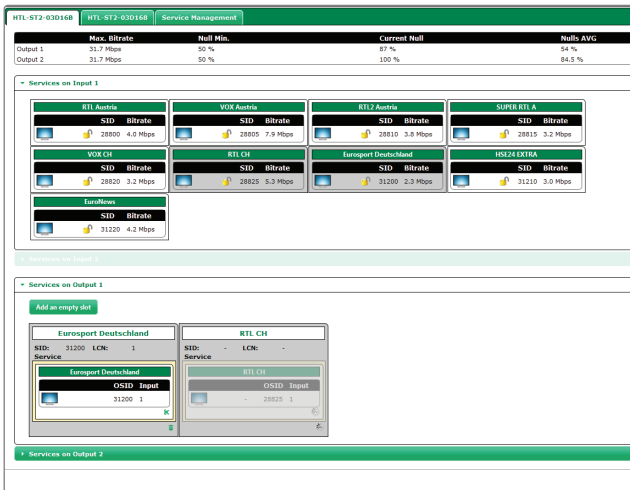 HTL-ST2-03D168 HTL-ST2-03D168 Service Management
Max. Bitrate Null Min. Current Null Nulls AVG
Output 1 31.7 Mbps 50 % 87 % 54 %
Output 2 31.7 Mbps 50 % 100 % 84.5 %
Services on Input 1
RTL Austria VOX Austria RTL2 Austria SUPER RTL A
SID Bitrate SID Bitrate SID Bitrate SID Bitrate
28800 4.0 Mbps 28805 7.9 Mbps 28810 3.8 Mbps 28815 3.2 Mbps
VOX CH RTL CH Eurosport Deutschland HSE24 EXTRA
SID Bitrate SID Bitrate SID Bitrate SID Bitrate
28820 3.2 Mbps 28825 5.3 Mbps 31200 2.3 Mbps 31210 3.0 Mbps
EuroNews
SID Bitrate
31220 4.2 Mbps
Services on Input 2
Services on Output 1
Add an empty slot
Eurosport Deutschland RTL CH
SID: 31200 LCN: 1 SID: - LCN: -
Service Service
Eurosport Deutschland RTL CH
OSID Input OSID Input
31200 1 - 28825 1
Services on Output 2